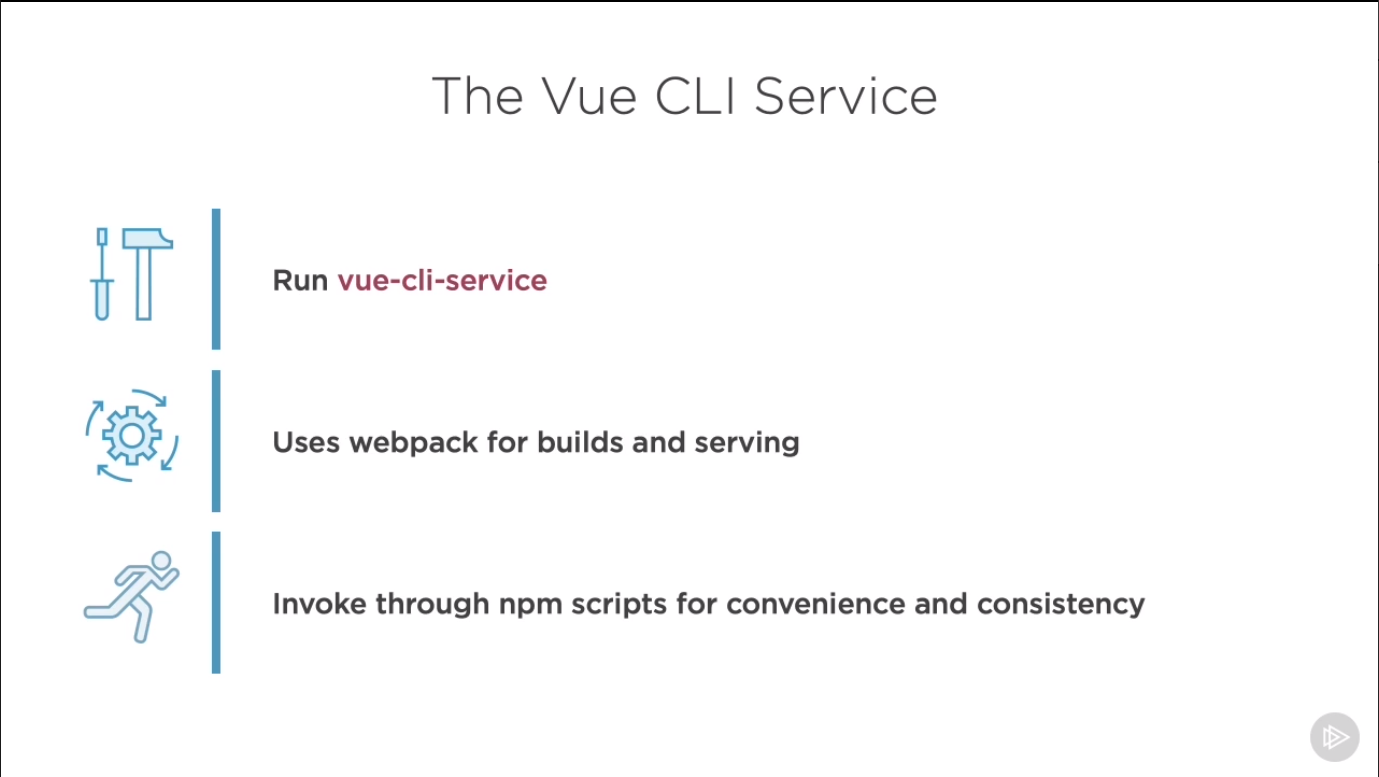 The Vue CLI Service
Run vue-cli-service
Uses webpack for builds and serving
Invoke through npm scripts for convenience and consistency